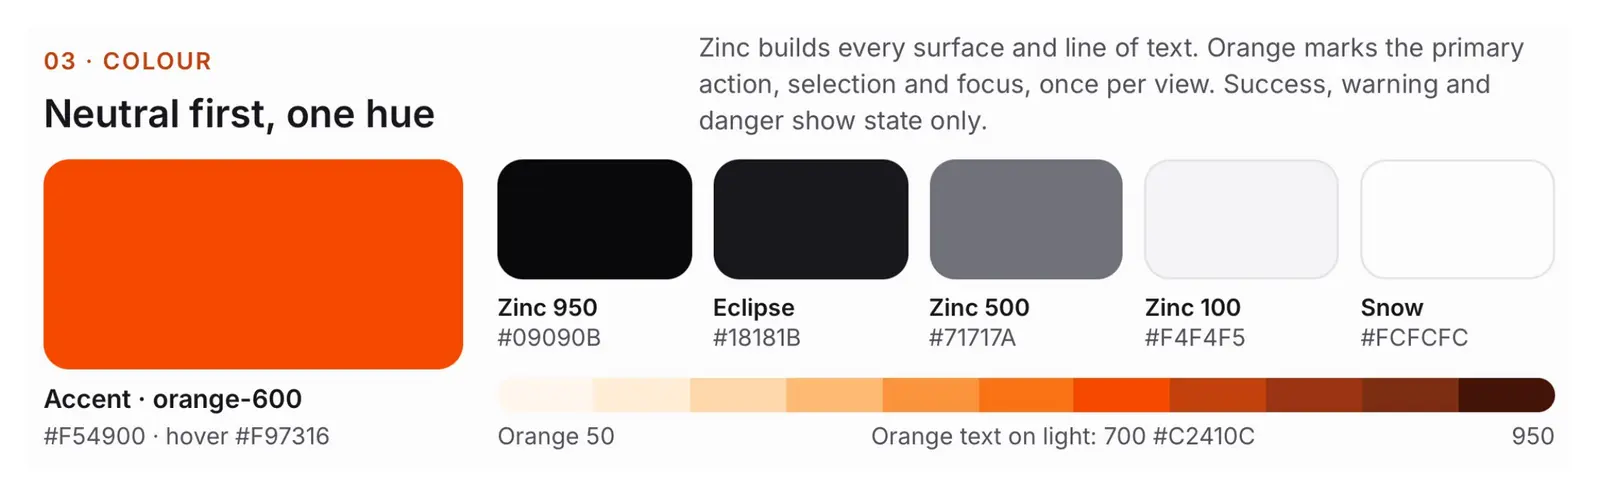 03 · COLOUR
Neutral first, one hue
Zinc builds every surface and line of text. Orange marks the primary
action, selection and focus, once per view. Success, warning and
danger show state only.
Accent · orange-600
#F54900 · hover #F97316
Zinc 950
#09090B
Eclipse
#18181B
Zinc 500
#71717A
Zinc 100
#F4F4F5
Snow
#FCFCFC
Orange 50
Orange text on light: 700 #C2410C
950